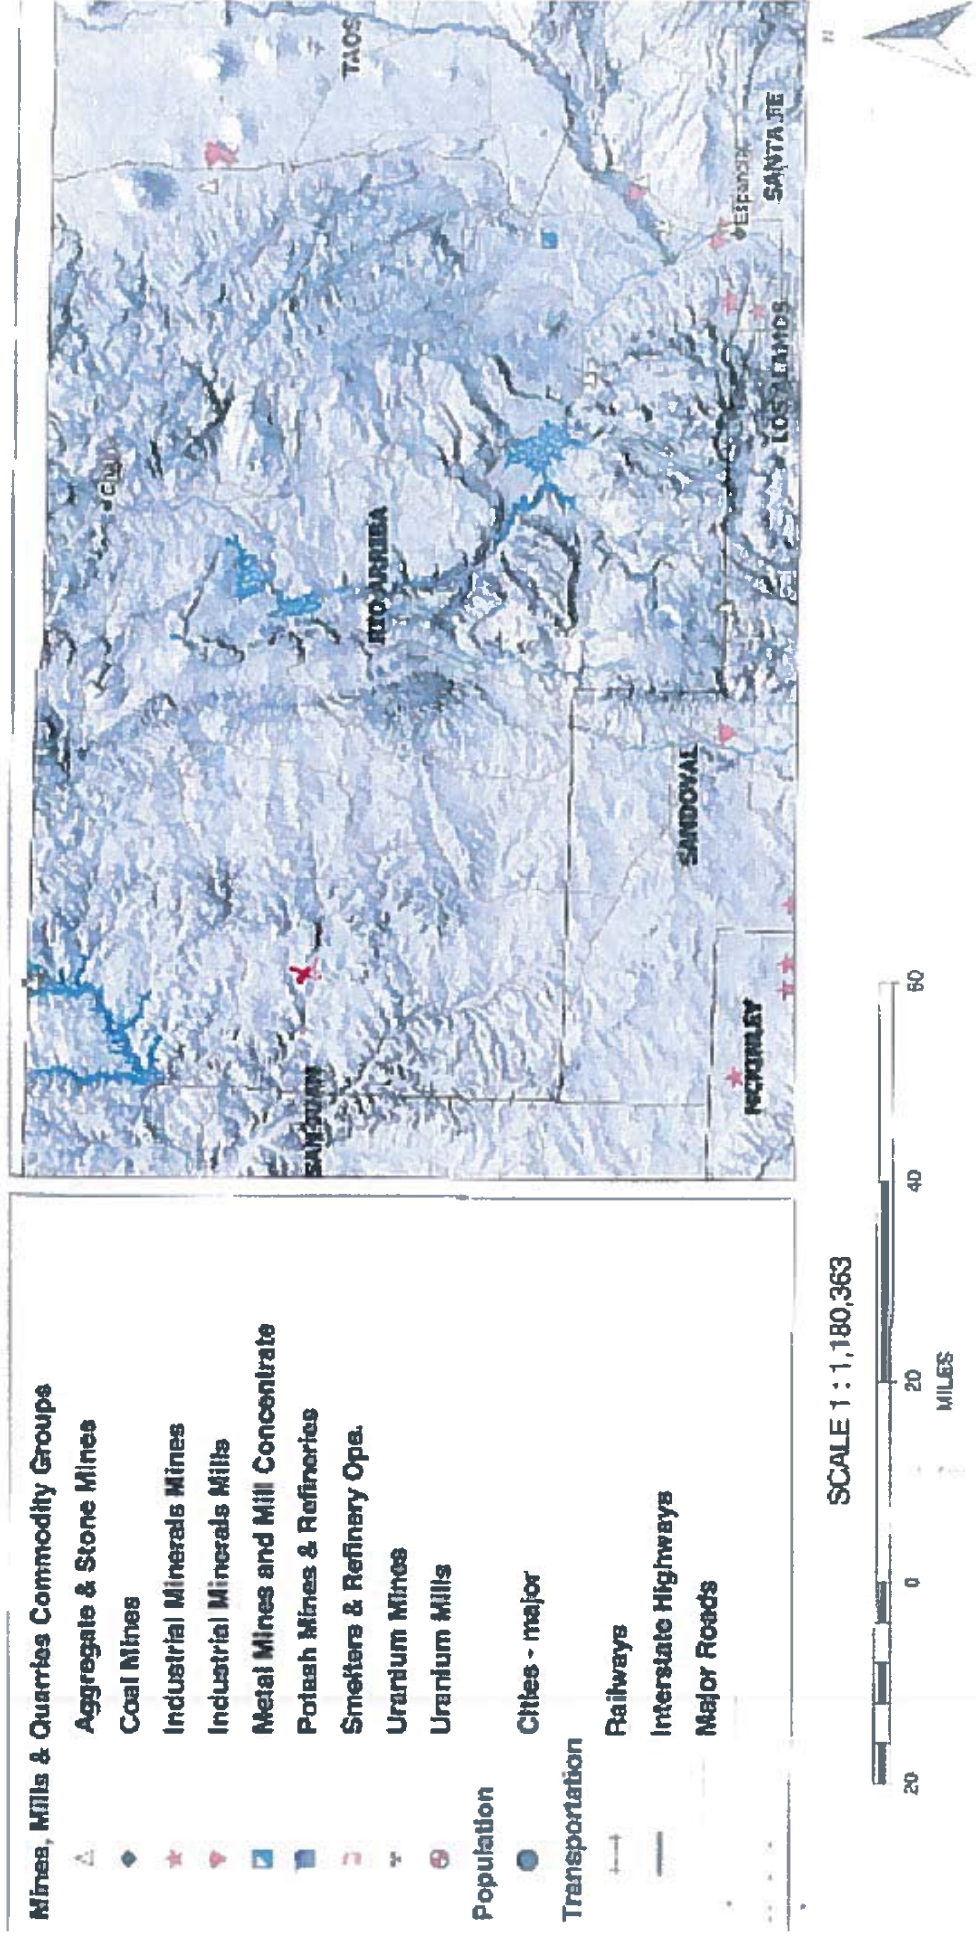 Mines, Mills & Quarries Commodity Groups
Aggregate & Stone Mines
Coal Mines
Industrial Minerals Mines
Industrial Minerals Mills
Metal Mines and Mill Concentrate
Potash Mines & Refineries
Smelters & Refinery Ops.
Uranium Mines
Uranium Mills
Population
Cities - major
Transportation
Railways
Interstate Highways
Major Roads
SAN JUAN
RIO ARRIBA
TAOS
SANDOVAL
MCKINLEY
LOS ALAMOS
SANTA FE
Espanola
SCALE 1 : 1,180,363
20 0 20 40 60
MILES
N